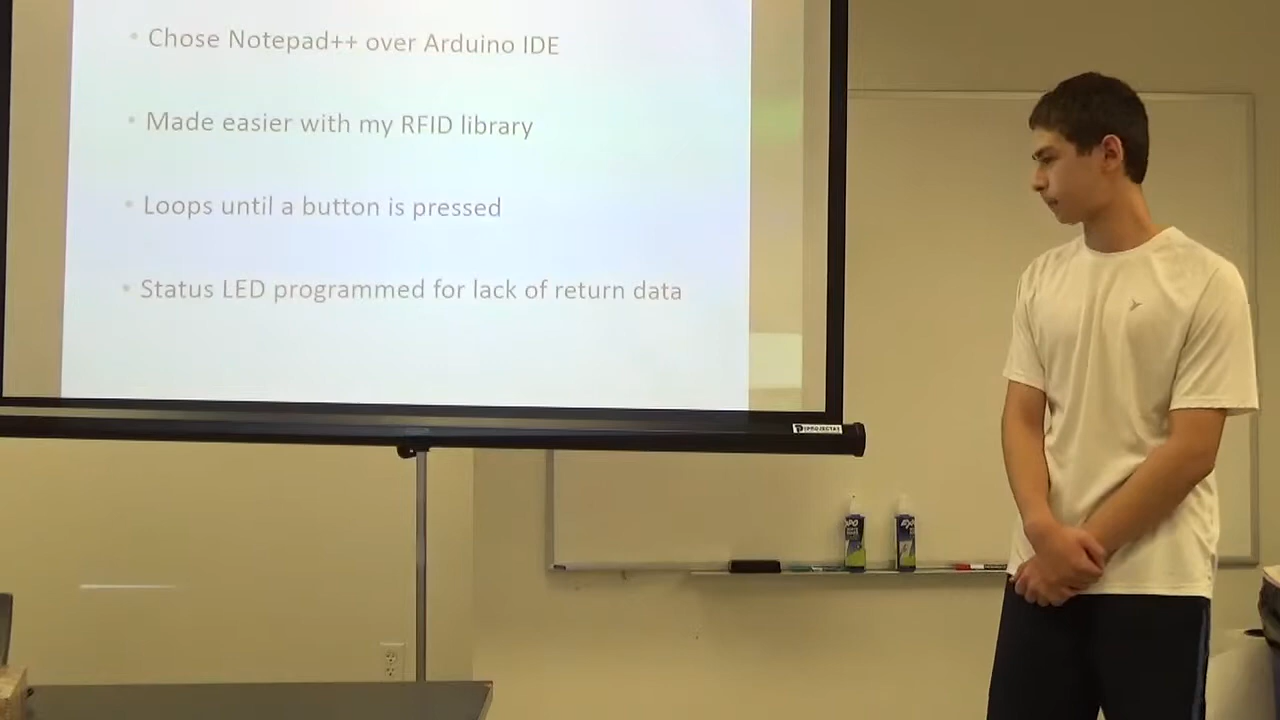 • Chose Notepad++ over Arduino IDE
• Made easier with my RFID library
• Loops until a button is pressed
• Status LED programmed for lack of return data
EXPO